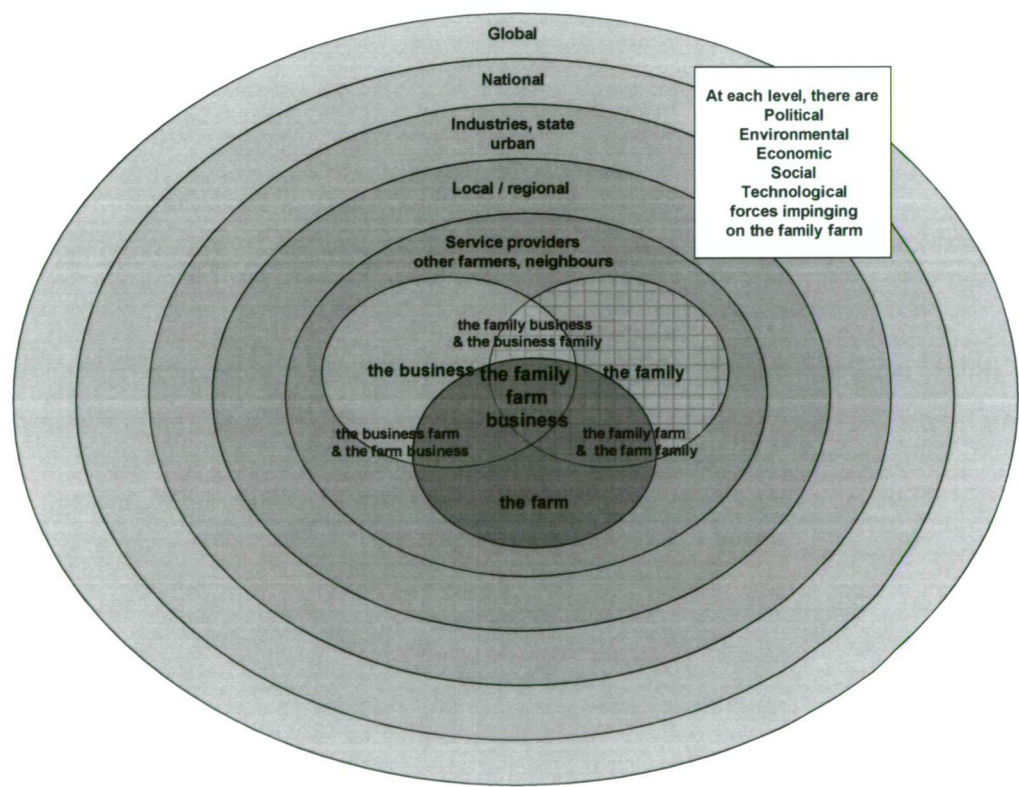 Global
National
Industries, state
urban
Local / regional
Service providers
other farmers, neighbours
At each level, there are
Political
Environmental
Economic
Social
Technological
forces impinging
on the family farm
the family business
& the business family
the business
the family
farm
business
the family
the business farm
& the farm business
the family farm
& the farm family
the farm